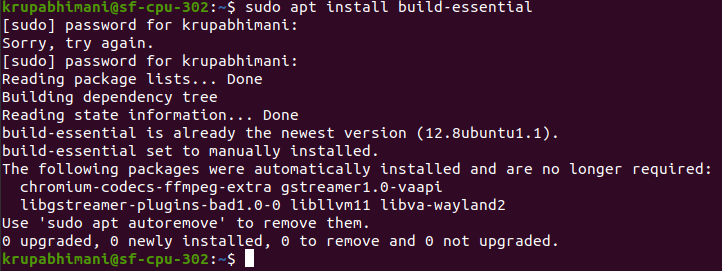 krupabhimani@sf-cpu-302:~$ sudo apt install build-essential
[sudo] password for krupabhimani:
Sorry, try again.
[sudo] password for krupabhimani:
Reading package lists... Done
Building dependency tree
Reading state information... Done
build-essential is already the newest version (12.8ubuntu1.1).
build-essential set to manually installed.
The following packages were automatically installed and are no longer required:
  chromium-codecs-ffmpeg-extra gstreamer1.0-vaapi
  libgstreamer-plugins-bad1.0-0 libllvm11 libva-wayland2
Use 'sudo apt autoremove' to remove them.
0 upgraded, 0 newly installed, 0 to remove and 0 not upgraded.
krupabhimani@sf-cpu-302:~$